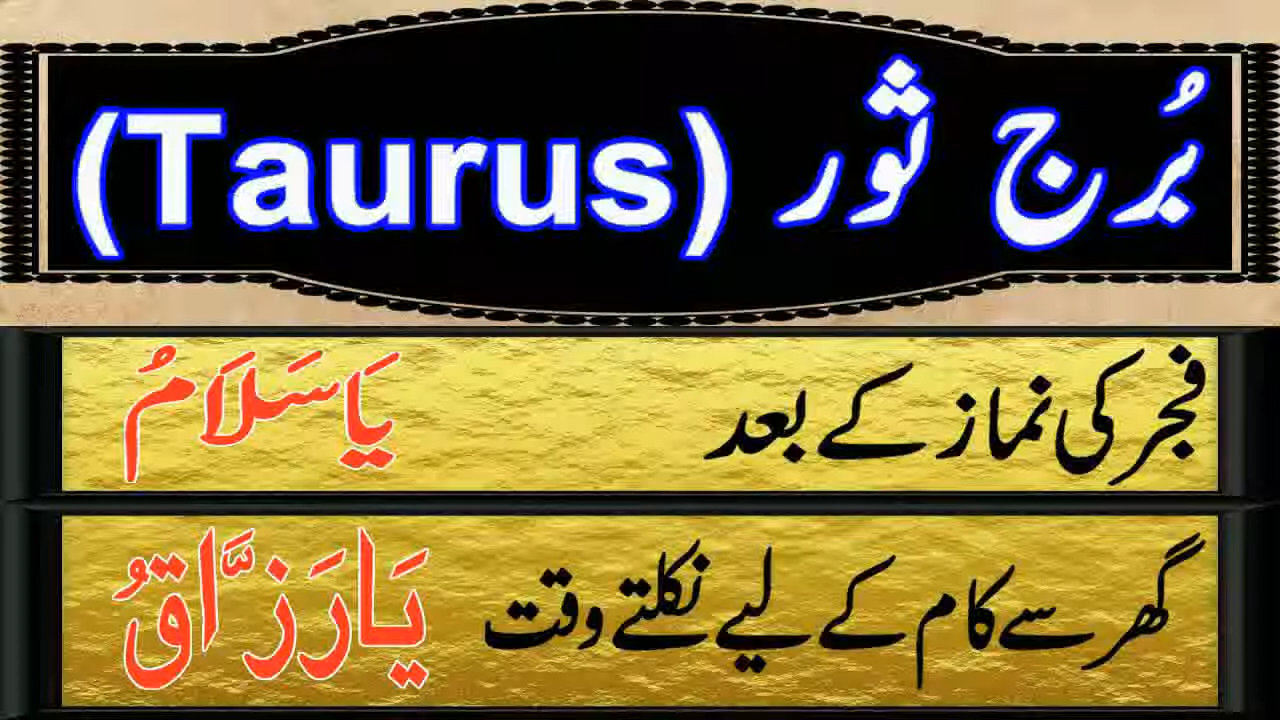 بُرج ثور (Taurus)
فجر کی نماز کے بعد یَاسَلَامُ
گھر سے کام کے لیے نکلتے وقت یَارَزَّاقُ